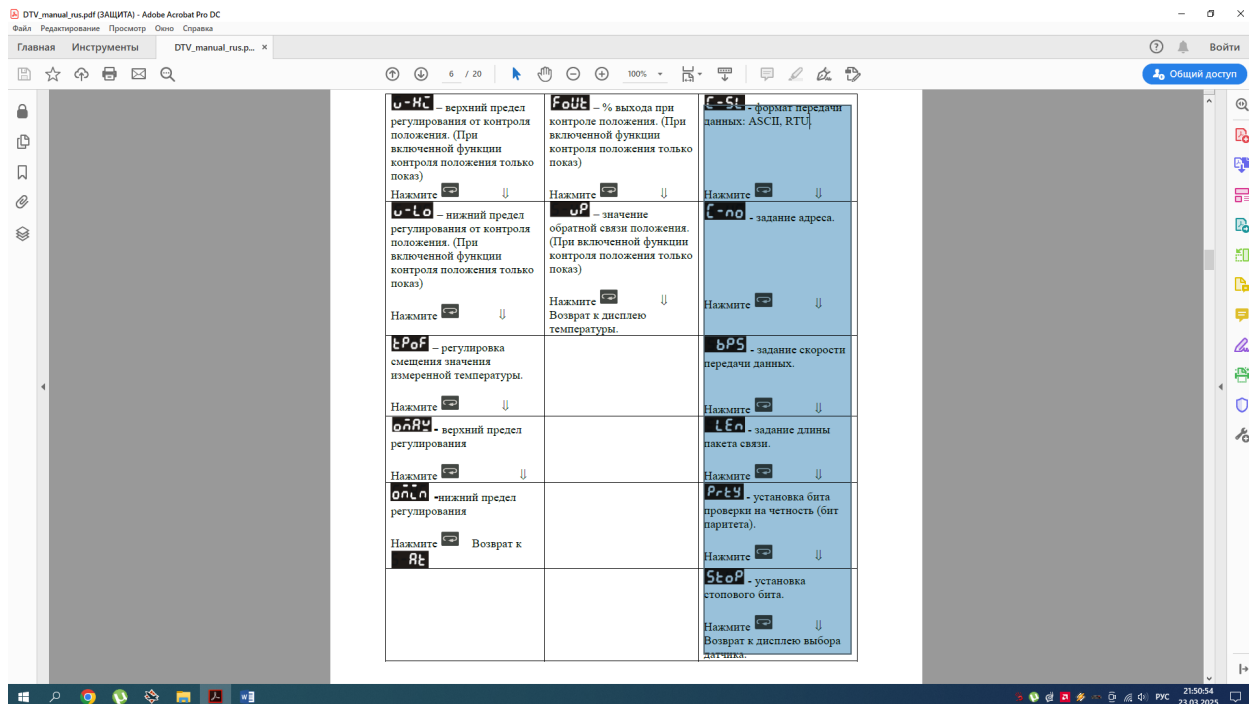 DTV_manual_rus.pdf (ЗАЩИТА) - Adobe Acrobat Pro DC
Файл Редактирование Просмотр Окно Справка
Главная Инструменты DTV_manual_rus.p... ×
Войти
6 / 20
100%
Общий доступ
u-Hi – верхний предел
регулирования от контроля
положения. (При
включенной функции
контроля положения только
показ)
Нажмите ⇓
FoUt – % выхода при
контроле положения. (При
включенной функции
контроля положения только
показ)
Нажмите ⇓
C-SL - формат передачи
данных: ASCII, RTU.
Нажмите ⇓
u-Lo – нижний предел
регулирования от контроля
положения. (При
включенной функции
контроля положения только
показ)
Нажмите ⇓
uP – значение
обратной связи положения.
(При включенной функции
контроля положения только
показ)
Нажмите ⇓
Возврат к дисплею
температуры.
C-no - задание адреса.
Нажмите ⇓
tPoF – регулировка
смещения значения
измеренной температуры.
Нажмите ⇓
bPS - задание скорости
передачи данных.
Нажмите ⇓
- верхний предел
регулирования
Нажмите ⇓
LEn - задание длины
пакета связи.
Нажмите ⇓
-нижний предел
регулирования
Нажмите Возврат к
At
PrtY - установка бита
проверки на четность (бит
паритета).
Нажмите ⇓
StoP - установка
стопового бита.
Нажмите ⇓
Возврат к дисплею выбора
датчика.
РУС
21:50:54
23.03.2025